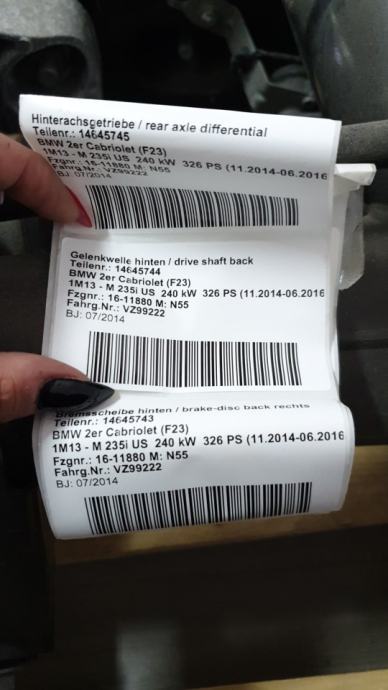 Hinterachsgetriebe / rear axle differential
Teilenr.: 14645745
BMW 2er Cabriolet (F23)
1M13 - M 235i US 240 kW 326 PS (11.2014-06.2016
Fzgnr.: 16-11880 M: N55
Fahrg.Nr.: VZ99222
BJ: 07/2014
Gelenkwelle hinten / drive shaft back
Teilenr.: 14645744
BMW 2er Cabriolet (F23)
1M13 - M 235i US 240 kW 326 PS (11.2014-06.2016
Fzgnr.: 16-11880 M: N55
Fahrg.Nr.: VZ99222
BJ: 07/2014
Bremsscheibe hinten / brake-disc back rechts
Teilenr.: 14645743
BMW 2er Cabriolet (F23)
1M13 - M 235i US 240 kW 326 PS (11.2014-06.2016
Fzgnr.: 16-11880 M: N55
Fahrg.Nr.: VZ99222
BJ: 07/2014